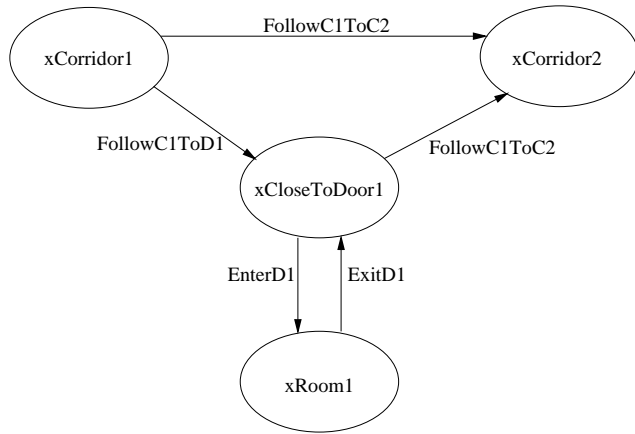 FollowC1ToC2
xCorridor1
xCorridor2
FollowC1ToD1
FollowC1ToC2
xCloseToDoor1
EnterD1
ExitD1
xRoom1